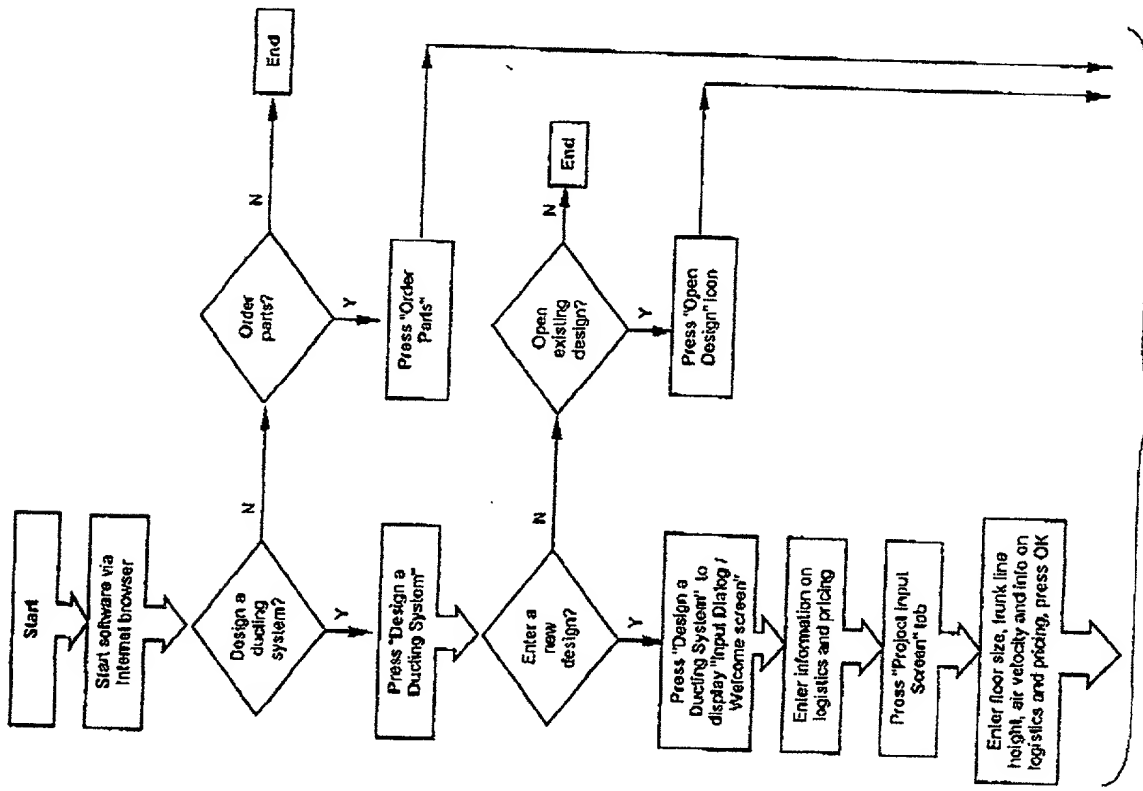 Start
Start software via
Internet browser
Design a
ducting
system?
N
Order
parts?
N
End
Y
Y
Press "Design a
Ducting System"
Press "Order
Parts"
Enter a
new
design?
N
Open
existing
design?
N
End
Y
Y
Press "Design a
Ducting System" to
display "Input Dialog /
Welcome screen"
Press "Open
Design" icon
Enter information on
logistics and pricing
Press "Project Input
Screen" tab
Enter floor size, trunk line
height, air velocity and info on
logistics and pricing, press OK